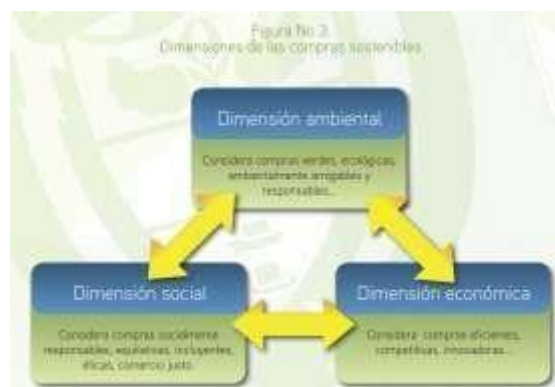 Figura No 3
Dimensiones de las compras sostenibles
Dimensión ambiental
Considera compras verdes, ecológicas,
ambientalmente amigables y
responsables...
Dimensión social
Considera compras socialmente
responsables, equitativas, incluyentes,
éticas, comercio justo...
Dimensión económica
Considera compras eficientes,
competitivas, innovadoras...